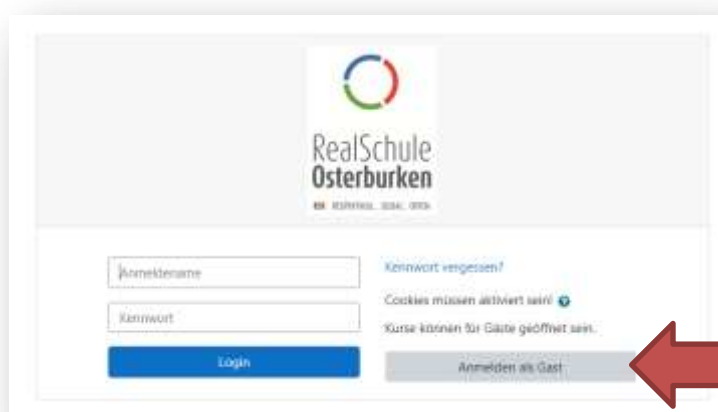 RealSchule
Osterburken
Anmeldename
Kennwort
Login
Kennwort vergessen?
Cookies müssen aktiviert sein!
Kurse können für Gäste geöffnet sein.
Anmelden als Gast